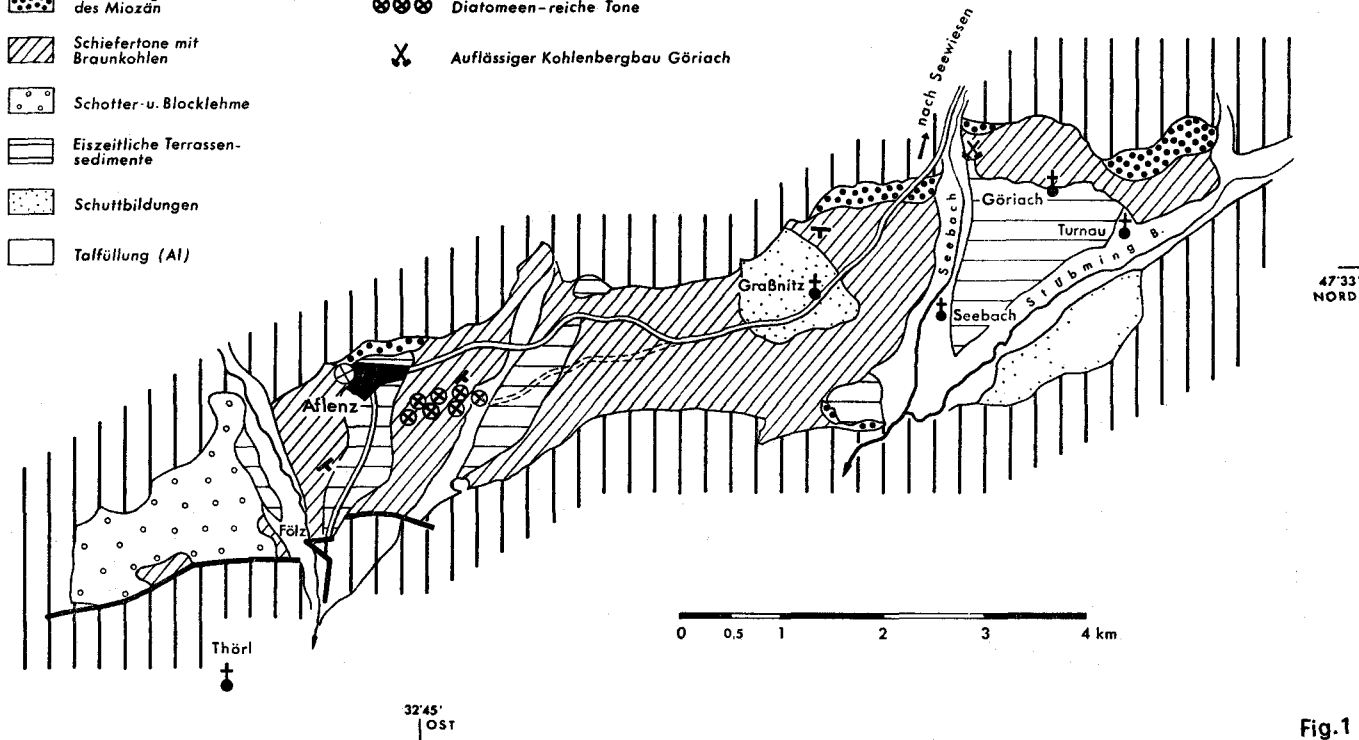 des Miozän
Schiefertone mit
Braunkohlen
Schotter-u. Blocklehme
Eiszeitliche Terrassen-
sedimente
Schuttbildungen
Talfüllung (Al)
Diatomeen-reiche Tone
Auflässiger Kohlenbergbau Göriach
nach Seewiesen
Göriach
Turnau
Seebach
Stübming B.
Graßnitz
Seebach
47°33'
NORD
Aflenz
Fölz
Thörl
0 0,5 1 2 3 4 km
32°45'
OST
Fig.1